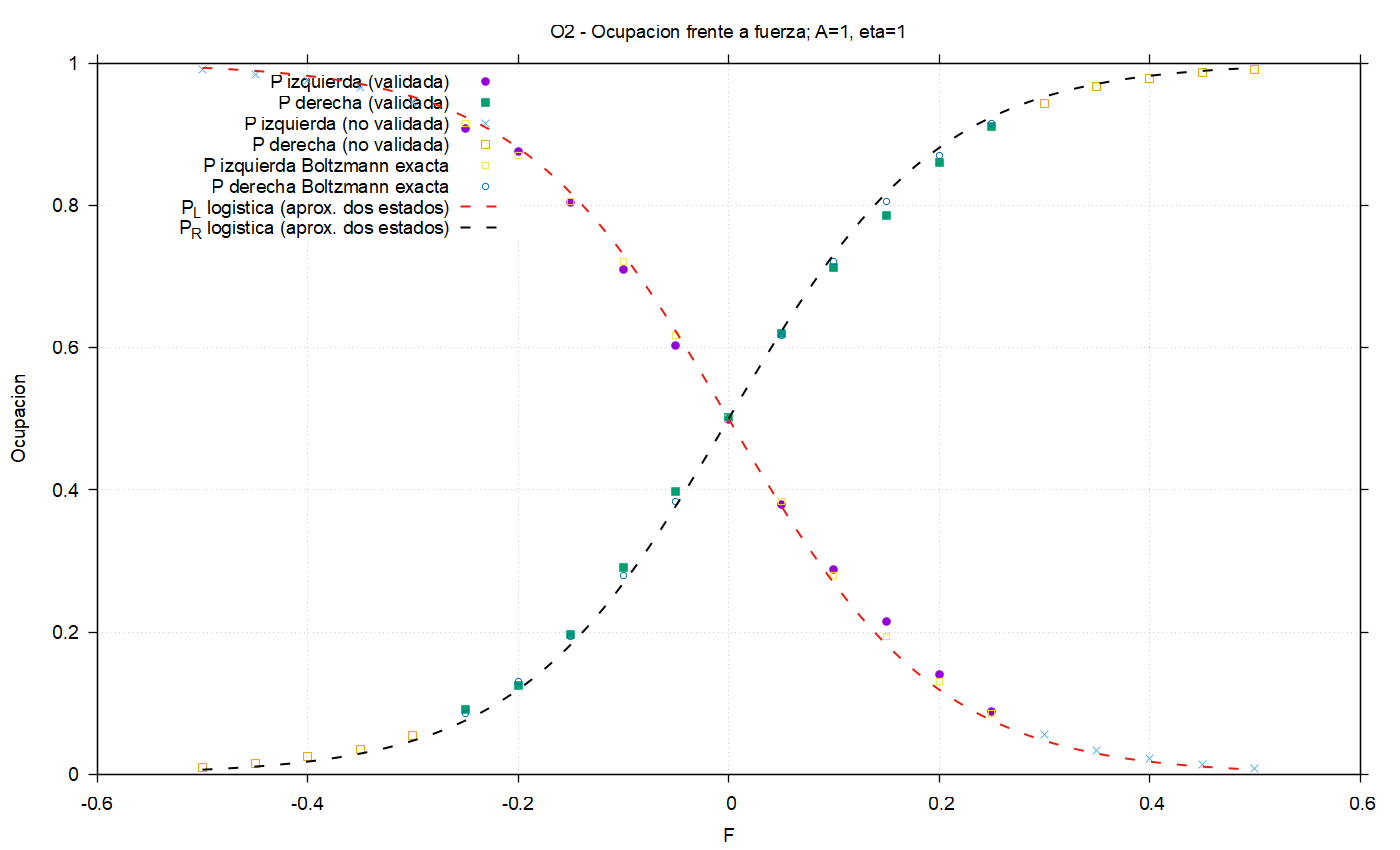 O2 - Ocupacion frente a fuerza; A=1, eta=1
1
0.8
0.6
0.4
0.2
0
Ocupacion
P izquierda (validada)
P derecha (validada)
P izquierda (no validada)
P derecha (no validada)
P izquierda Boltzmann exacta
P derecha Boltzmann exacta
P_L logistica (aprox. dos estados)
P_R logistica (aprox. dos estados)
-0.6 -0.4 -0.2 0 0.2 0.4 0.6
F